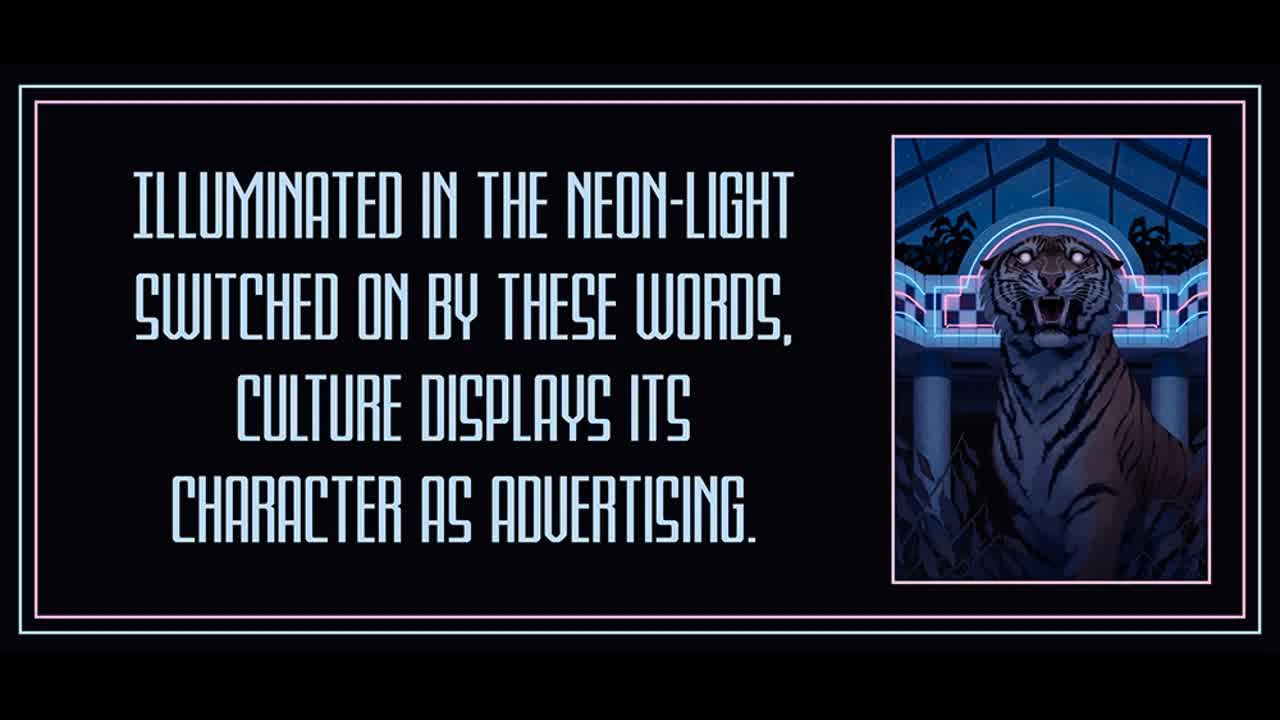 ILLUMINATED IN THE NEON-LIGHT
SWITCHED ON BY THESE WORDS,
CULTURE DISPLAYS ITS
CHARACTER AS ADVERTISING.